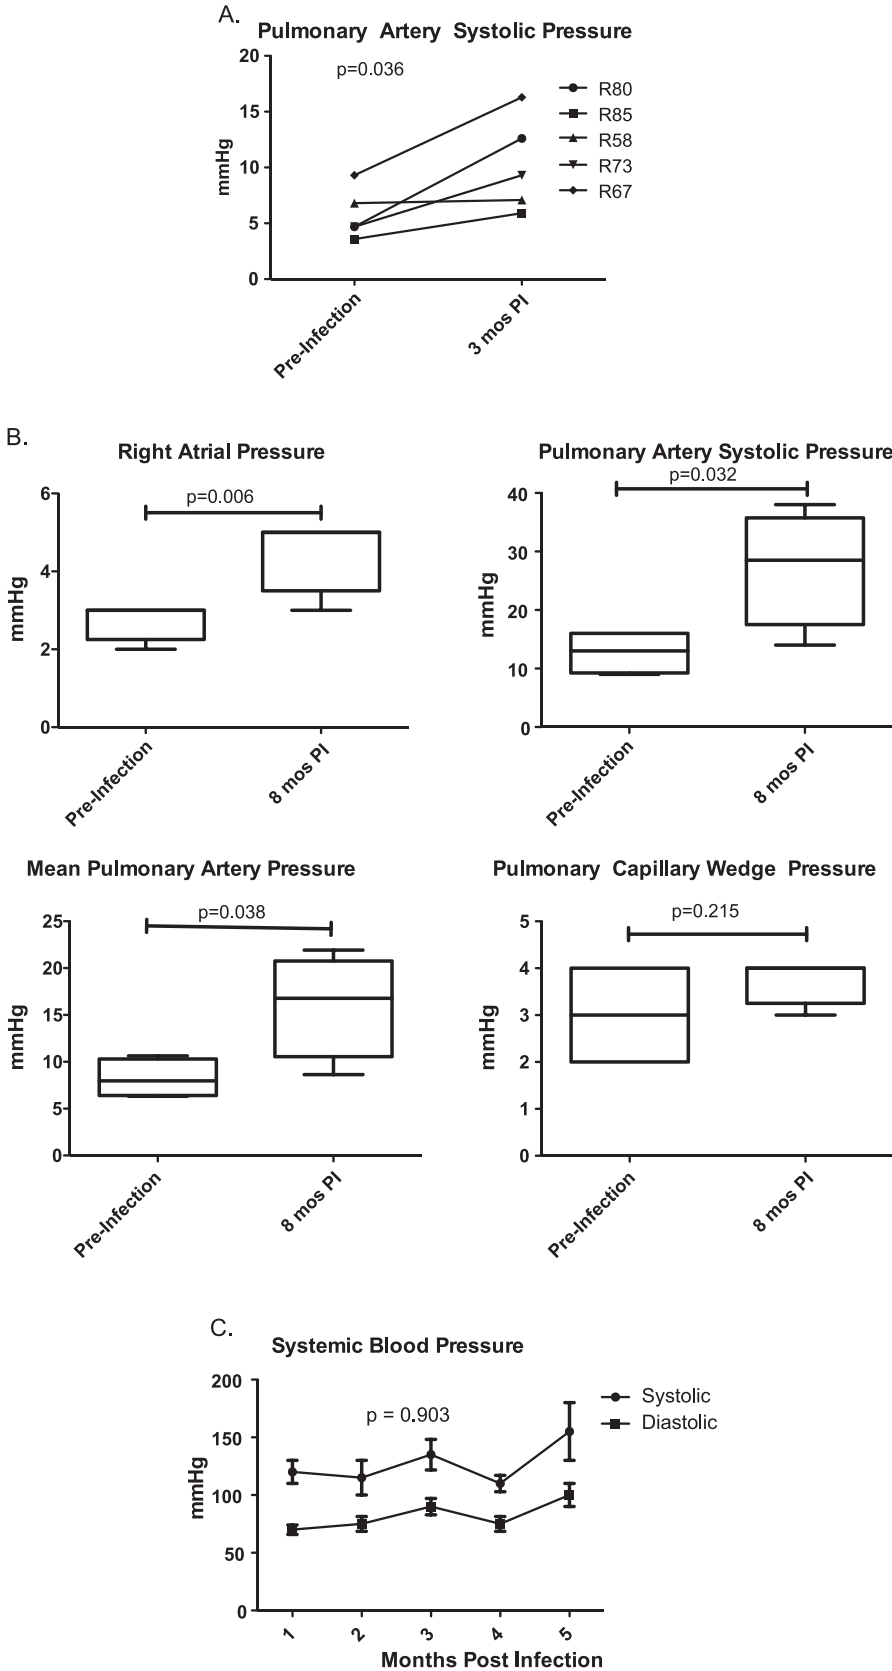 A.
Pulmonary Artery Systolic Pressure
20
15
10
5
0
mmHg
p=0.036
R80
R85
R58
R73
R67
Pre-Infection
3 mos PI
B.
Right Atrial Pressure
6
4
2
0
mmHg
p=0.006
Pre-Infection
8 mos PI
Pulmonary Artery Systolic Pressure
40
30
20
10
0
mmHg
p=0.032
Pre-Infection
8 mos PI
Mean Pulmonary Artery Pressure
25
20
15
10
5
0
mmHg
p=0.038
Pre-Infection
8 mos PI
Pulmonary Capillary Wedge Pressure
5
4
3
2
1
0
mmHg
p=0.215
Pre-Infection
8 mos PI
C.
Systemic Blood Pressure
200
150
100
50
0
mmHg
p = 0.903
Systolic
Diastolic
1
2
3
4
5
Months Post Infection